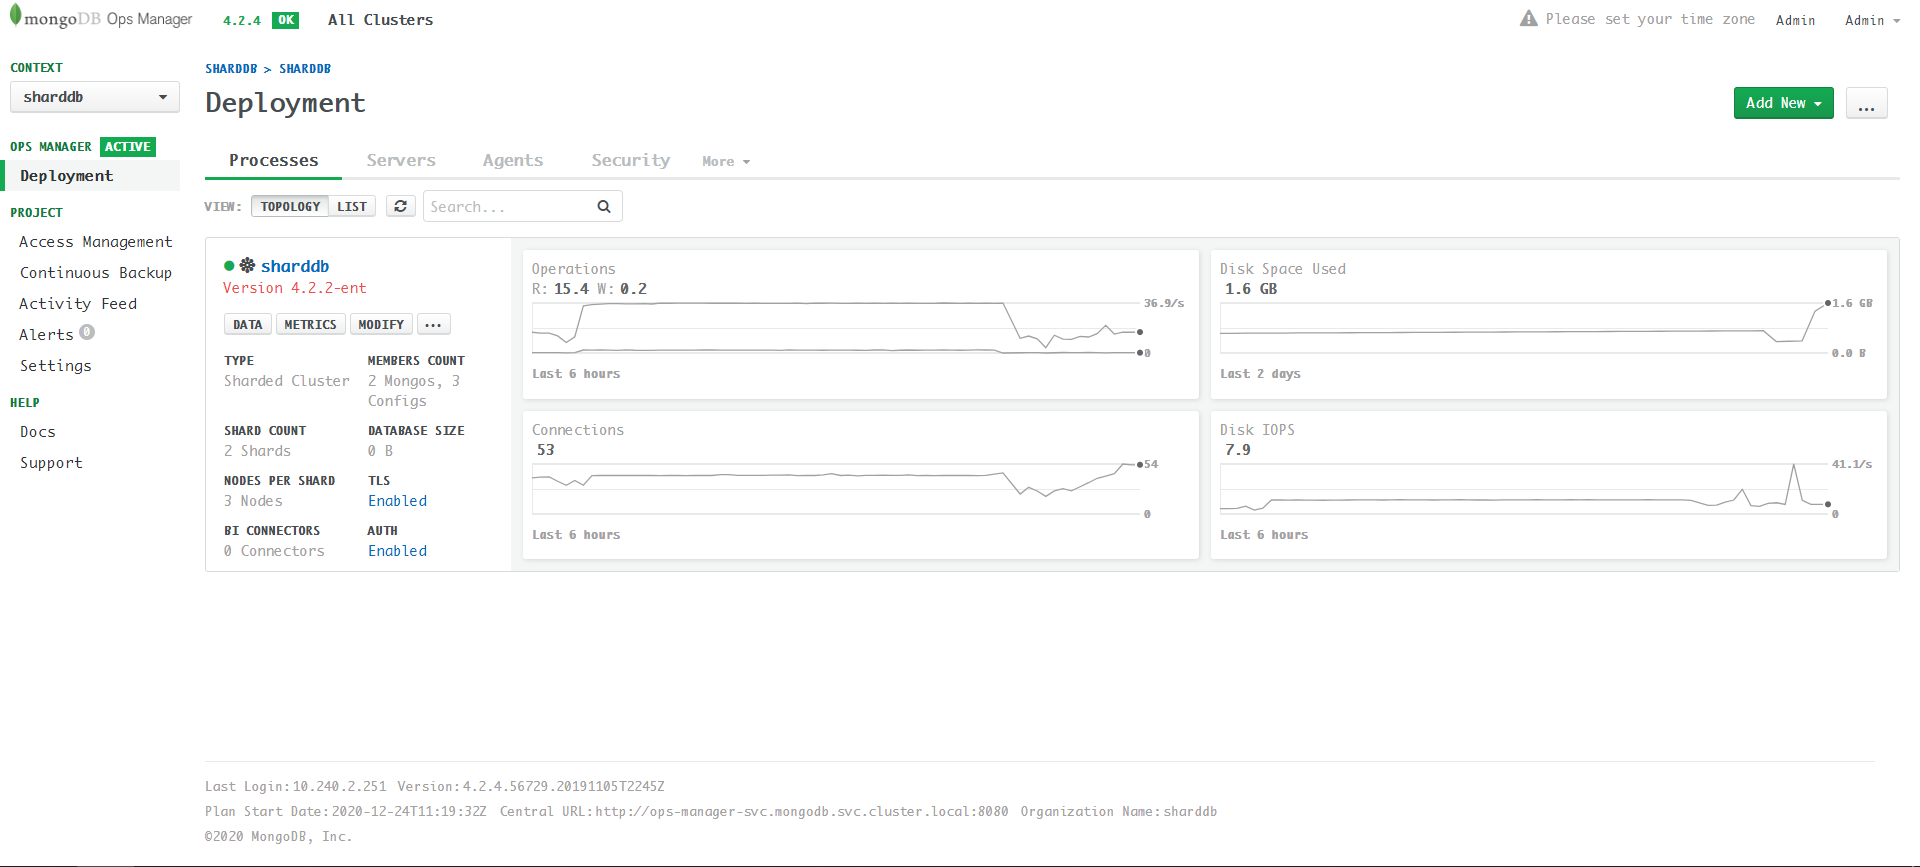 mongoDB Ops Manager 4.2.4 OK All Clusters Please set your time zone Admin Admin
CONTEXT
sharddb
OPS MANAGER ACTIVE
Deployment
PROJECT
Access Management
Continuous Backup
Activity Feed
Alerts 0
Settings
HELP
Docs
Support
SHARDDB > SHARDDB
Deployment
Add New ...
Processes Servers Agents Security More
VIEW: TOPOLOGY LIST Search...
sharddb
Version 4.2.2-ent
DATA METRICS MODIFY ...
TYPE
Sharded Cluster
MEMBERS COUNT
2 Mongos, 3
Configs
SHARD COUNT
2 Shards
DATABASE SIZE
0 B
NODES PER SHARD
3 Nodes
TLS
Enabled
BI CONNECTORS
0 Connectors
AUTH
Enabled
Operations
R: 15.4 W: 0.2
36.9/s
0
Last 6 hours
Disk Space Used
1.6 GB
1.6 GB
0.0 B
Last 2 days
Connections
53
54
0
Last 6 hours
Disk IOPS
7.9
41.1/s
0
Last 6 hours
Last Login: 10.240.2.251 Version: 4.2.4.56729.20191105T2245Z
Plan Start Date: 2020-12-24T11:19:32Z Central URL: http://ops-manager-svc.mongodb.svc.cluster.local:8080 Organization Name: sharddb
©2020 MongoDB, Inc.